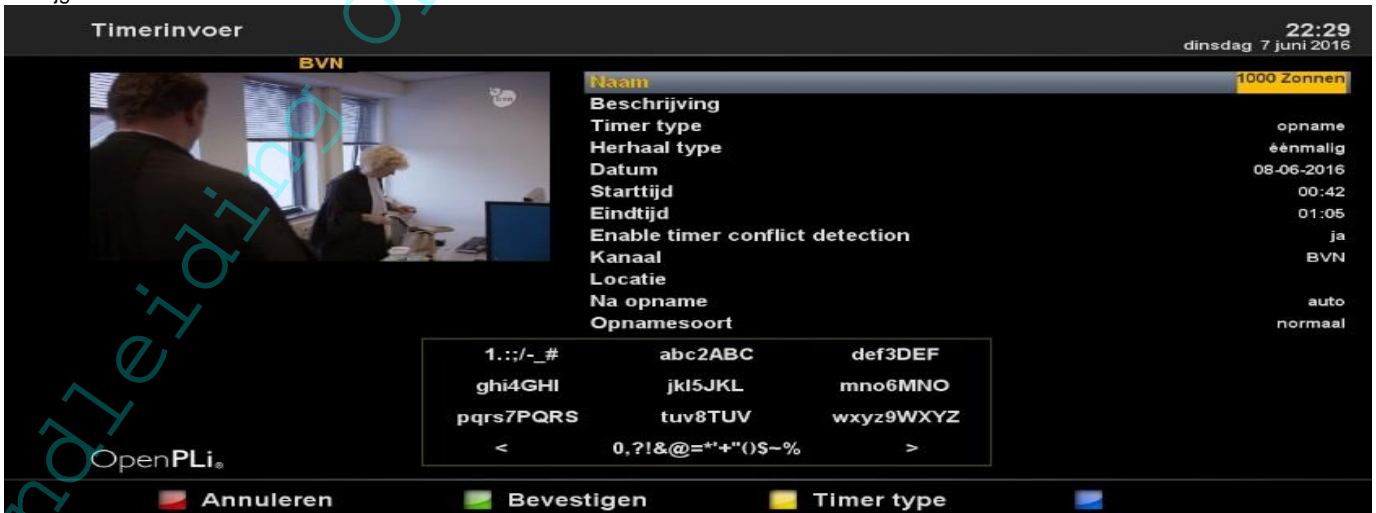 Timerinvoer
22:29
dinsdag 7 juni 2016
BVN
Naam 1000 Zonnen
Beschrijving
Timer type opname
Herhaal type éénmalig
Datum 08-06-2016
Starttijd 00:42
Eindtijd 01:05
Enable timer conflict detection ja
Kanaal BVN
Locatie
Na opname auto
Opnamesoort normaal
1.:;/-_# abc2ABC def3DEF
ghi4GHI jkl5JKL mno6MNO
pqrs7PQRS tuv8TUV wxyz9WXYZ
< 0,?!&@=*'+"()$~% >
OpenPLi®
Annuleren Bevestigen Timer type
ndleiding